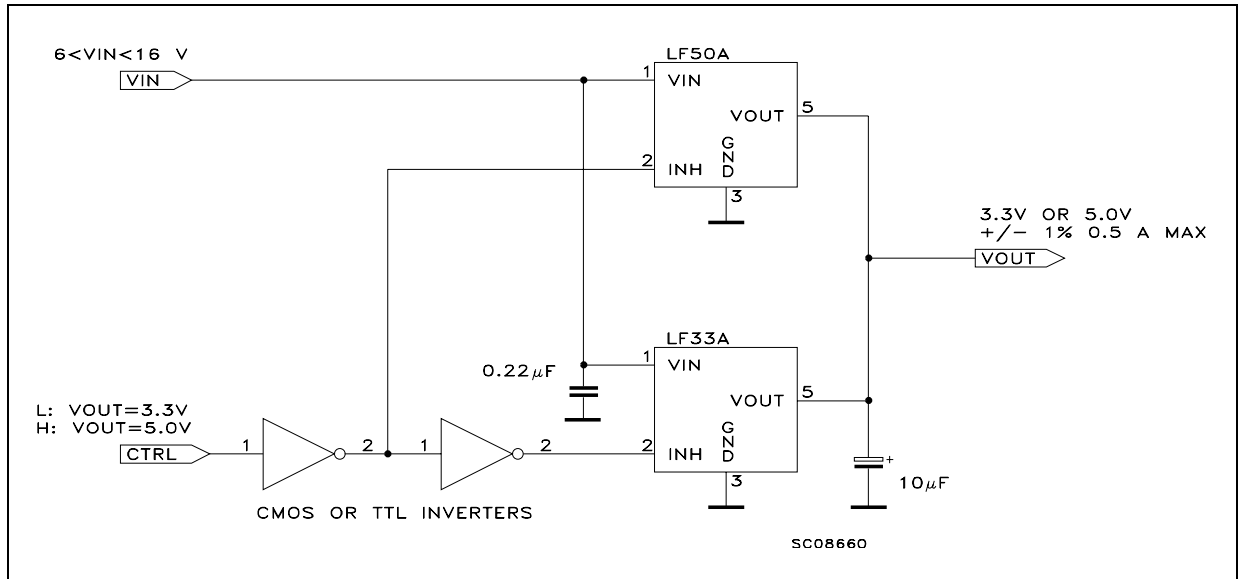 6<VIN<16 V
VIN
LF50A
1
VIN
VOUT
5
2
INH
GND
3
3.3V OR 5.0V
+/- 1% 0.5 A MAX
VOUT
LF33A
1
VIN
0.22µF
VOUT
5
L: VOUT=3.3V
H: VOUT=5.0V
CTRL
1
2
1
2
2
INH
GND
3
+
10µF
CMOS OR TTL INVERTERS
SC08660